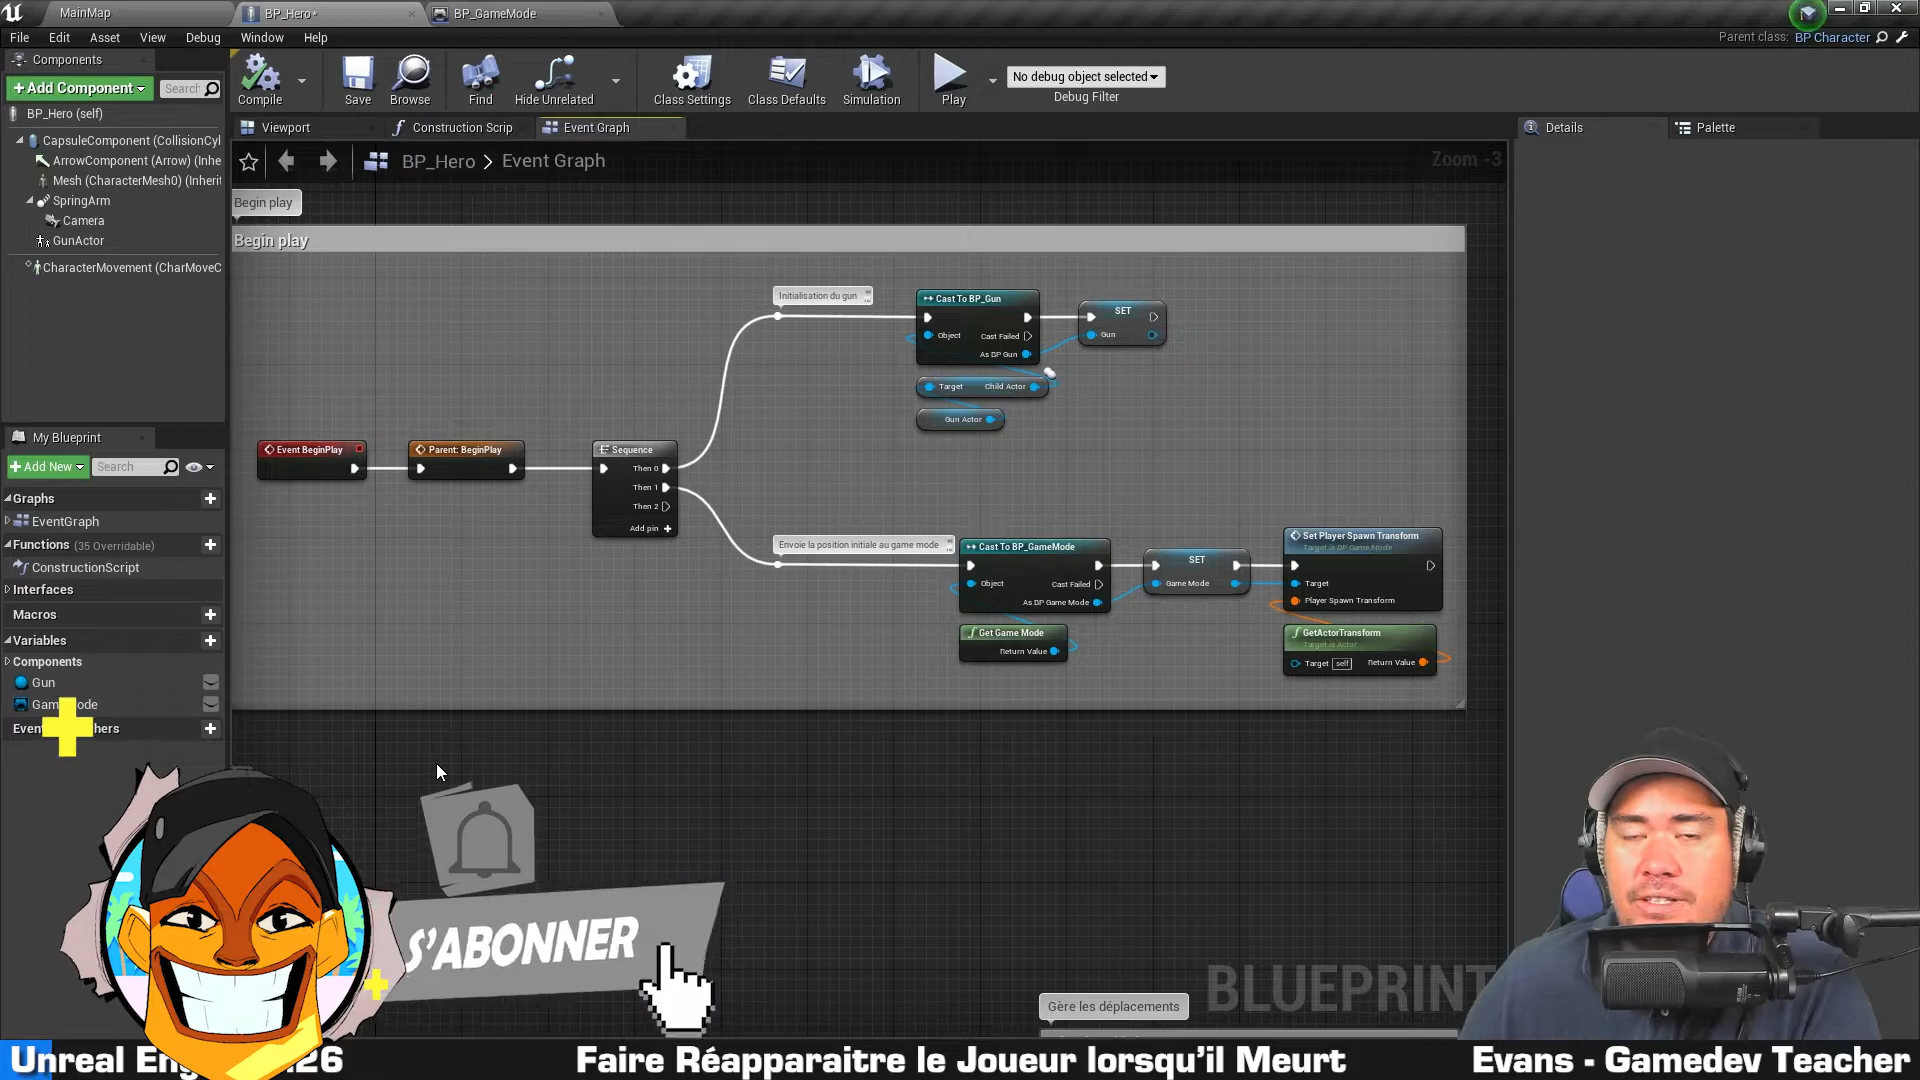 MainMap
BP_Hero*
BP_GameMode
File Edit Asset View Debug Window Help
Parent class: BP Character
Components
+Add Component
Search
BP_Hero (self)
CapsuleComponent (CollisionCyl
ArrowComponent (Arrow) (Inhe
Mesh (CharacterMesh0) (Inherit
SpringArm
Camera
GunActor
CharacterMovement (CharMoveC
Compile
Save
Browse
Find
Hide Unrelated
Class Settings
Class Defaults
Simulation
Play
No debug object selected
Debug Filter
Viewport
Construction Scrip
Event Graph
Details
Palette
BP_Hero > Event Graph
Zoom -3
Begin play
Begin play
Initialisation du gun
Cast To BP_Gun
Object
Cast Failed
As BP Gun
SET
Gun
Target Child Actor
Gun Actor
Event BeginPlay
Parent: BeginPlay
Sequence
Then 0
Then 1
Then 2
Add pin +
Envoie la position initiale au game mode
Cast To BP_GameMode
Object
Cast Failed
As BP Game Mode
SET
Game Mode
Set Player Spawn Transform
Target is BP Game Mode
Target
Player Spawn Transform
Get Game Mode
Return Value
GetActorTransform
Target is Actor
Target self Return Value
My Blueprint
+Add New
Search
Graphs
EventGraph
Functions (35 Overridable)
ConstructionScript
Interfaces
Macros
Variables
Components
Gun
S'ABONNER
Gère les déplacements
BLUEPRINT
Faire Réapparaitre le Joueur lorsqu'il Meurt
Evans - Gamedev Teacher